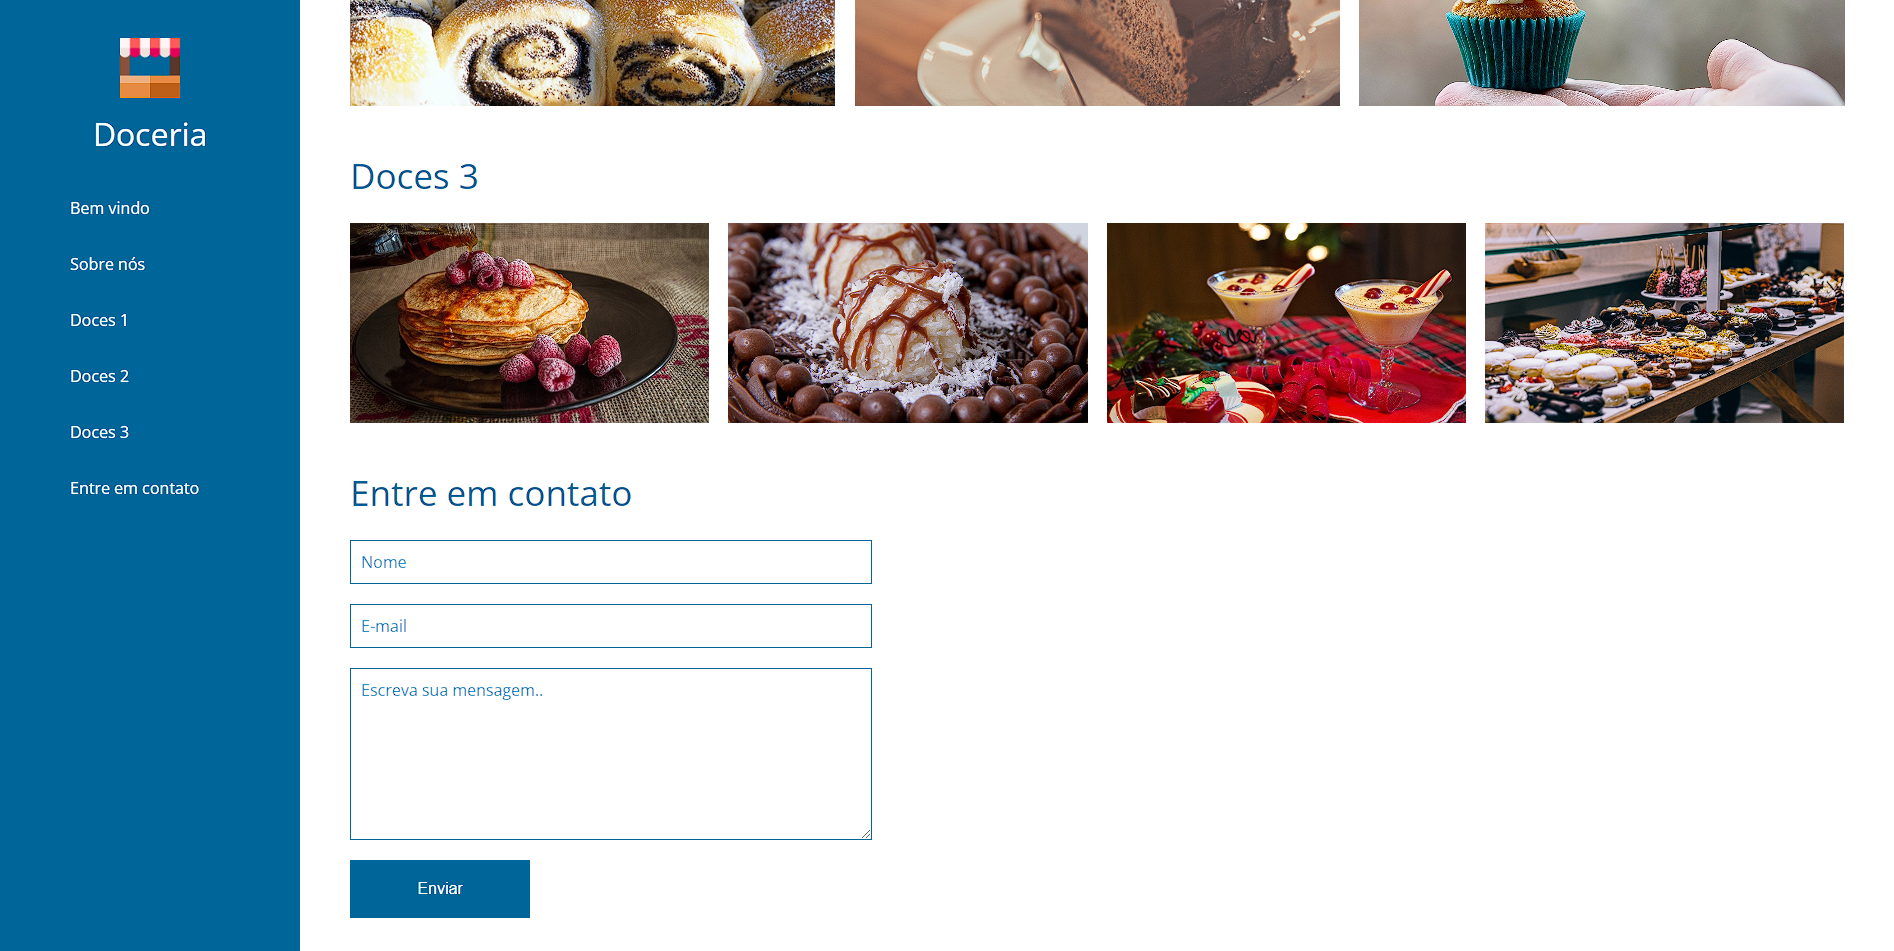 Doceria
Bem vindo
Sobre nós
Doces 1
Doces 2
Doces 3
Entre em contato
Doces 3
Entre em contato
Nome
E-mail
Escreva sua mensagem..
Enviar